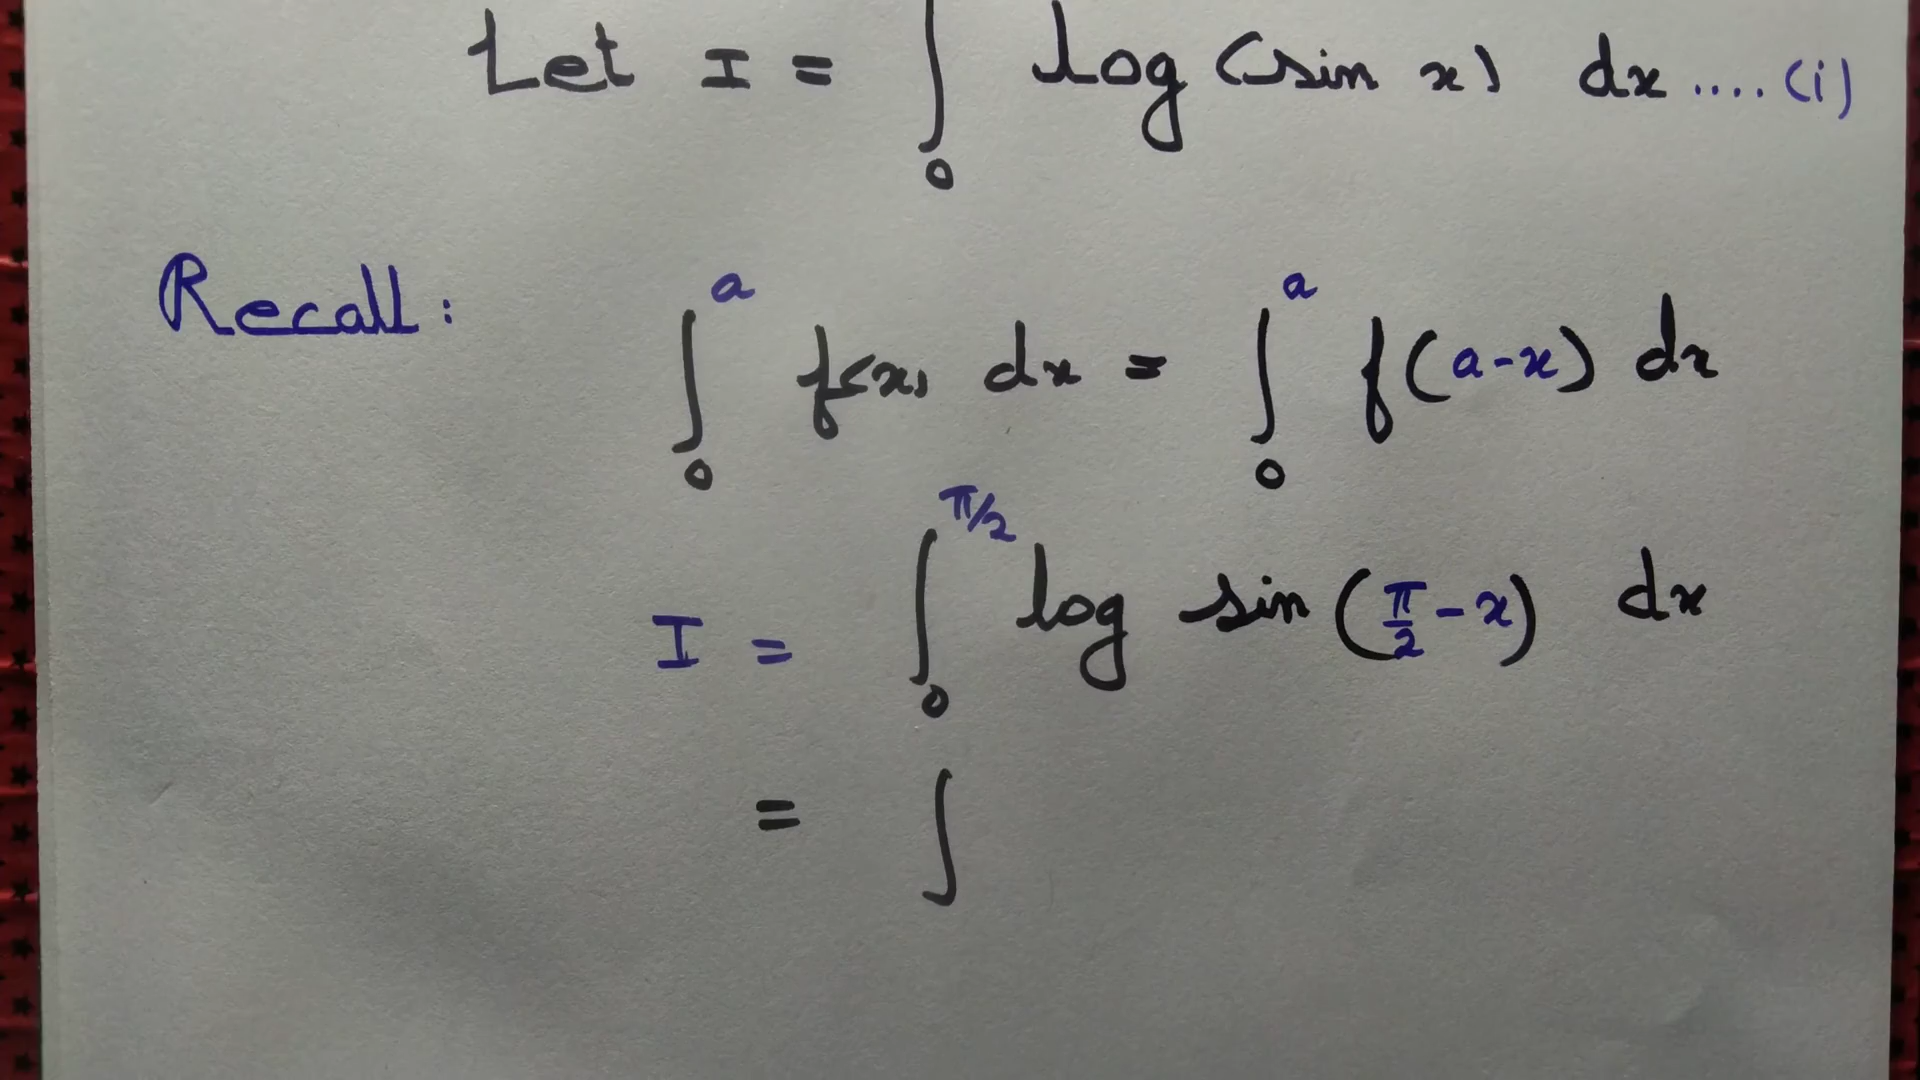 Let I = ∫₀ log (sin x) dx .... (i)
Recall: ∫₀ᵃ f(x) dx = ∫₀ᵃ f(a-x) dx
I = ∫₀^(π/2) log sin (π/2 - x) dx
= ∫